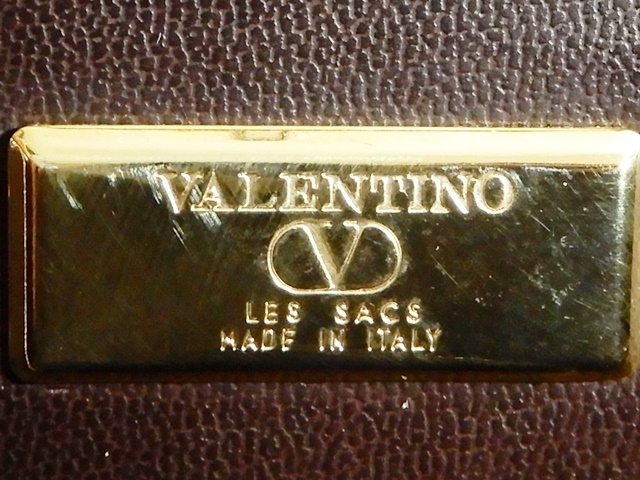 VALENTINO
V
LES SACS
MADE IN ITALY